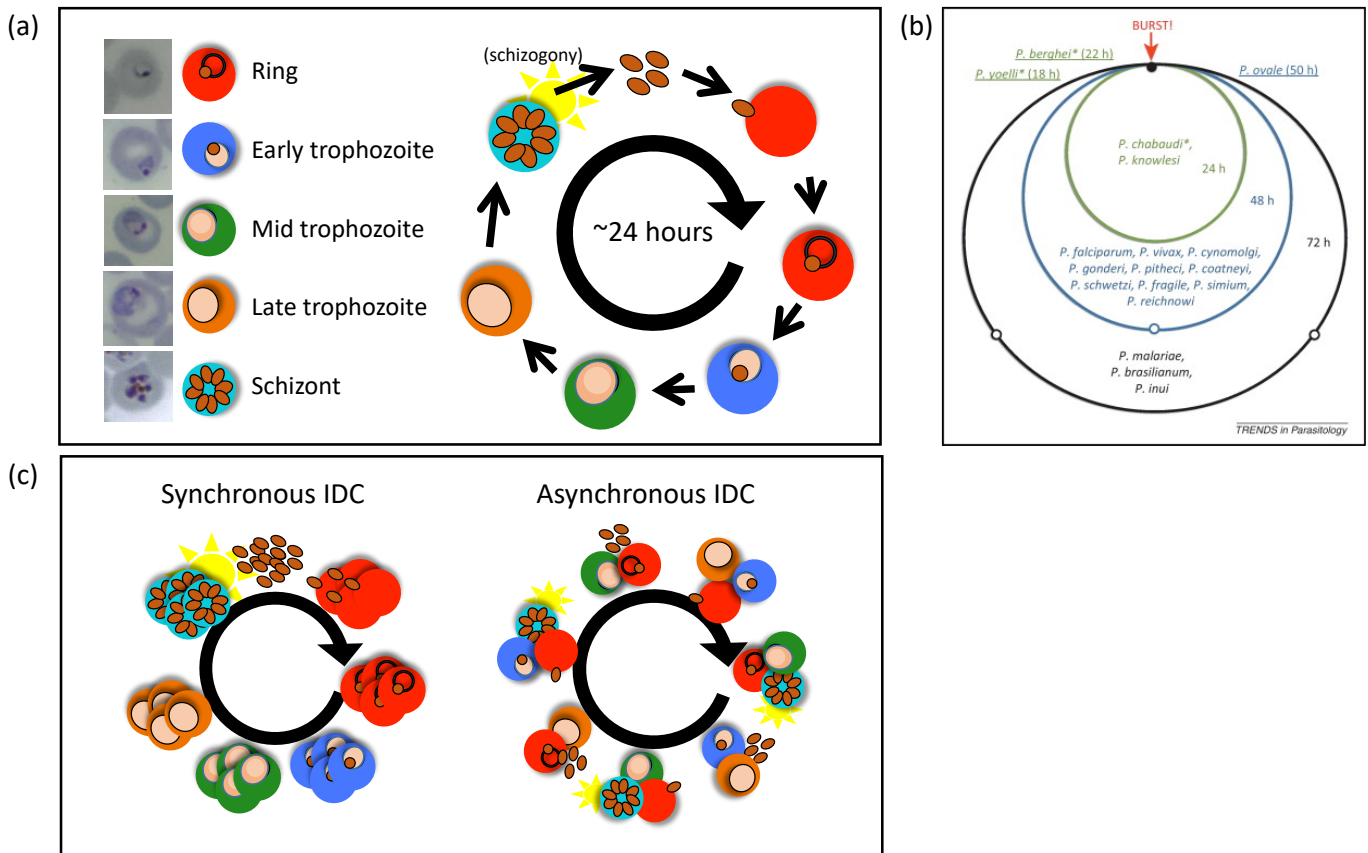 (a)
Ring
Early trophozoite
Mid trophozoite
Late trophozoite
Schizont
(schizogony)
~24 hours
(b)
BURST!
P. berghei* (22 h)
P. yoelli* (18 h)
P. ovale (50 h)
P. chabaudi*,
P. knowlesi
24 h
48 h
72 h
P. falciparum, P. vivax, P. cynomolgi,
P. gonderi, P. pitheci, P. coatneyi,
P. schwetzi, P. fragile, P. simium,
P. reichnowi
P. malariae,
P. brasilianum,
P. inui
TRENDS in Parasitology
(c)
Synchronous IDC
Asynchronous IDC